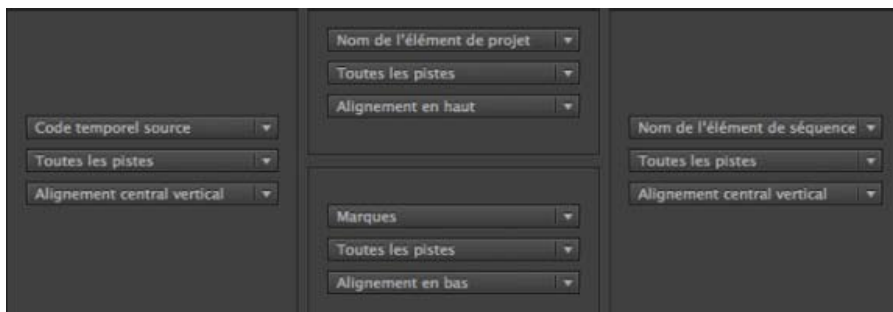 Code temporel source
Toutes les pistes
Alignement central vertical
Nom de l'élément de projet
Toutes les pistes
Alignement en haut
Marques
Toutes les pistes
Alignement en bas
Nom de l'élément de séquence
Toutes les pistes
Alignement central vertical